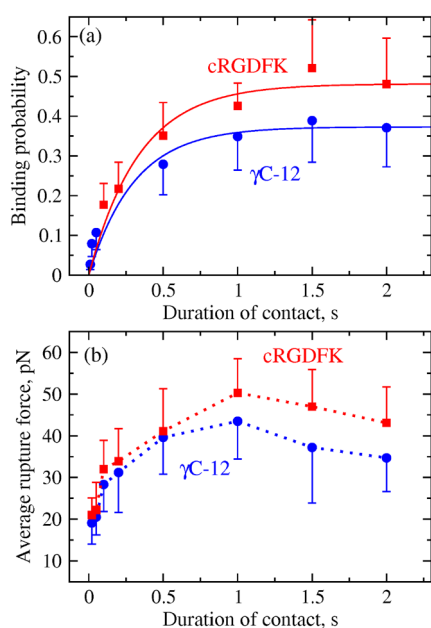 (a)
cRGDFK
γC-12
Binding probability
0.6
0.5
0.4
0.3
0.2
0.1
0
0 0.5 1 1.5 2
Duration of contact, s
(b)
cRGDFK
γC-12
Average rupture force, pN
60
50
40
30
20
10
0 0.5 1 1.5 2
Duration of contact, s